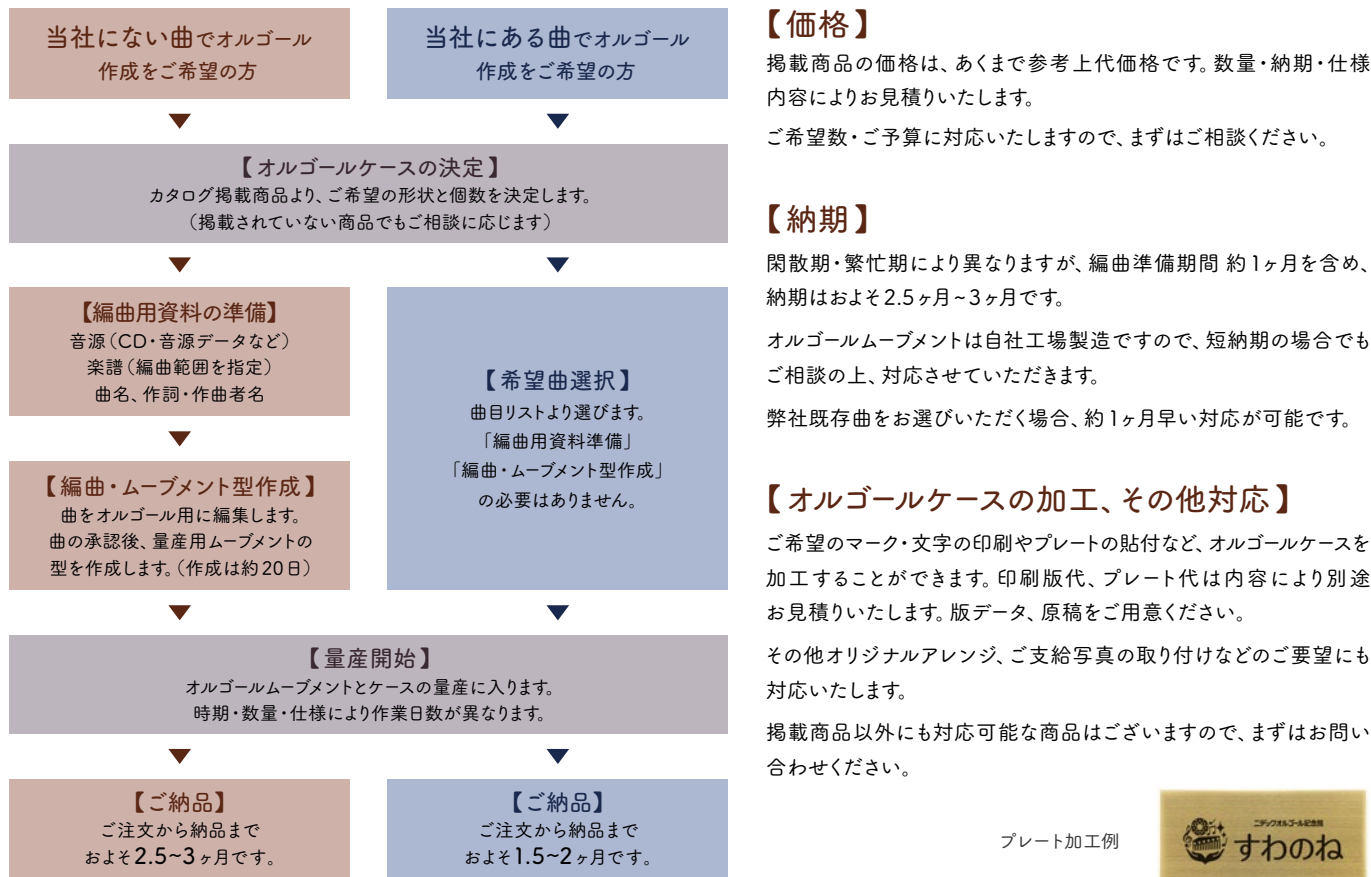 当社にない曲でオルゴール
作成をご希望の方
当社にある曲でオルゴール
作成をご希望の方
【オルゴールケースの決定】
カタログ掲載商品より、ご希望の形状と個数を決定します。
（掲載されていない商品でもご相談に応じます）
【編曲用資料の準備】
音源（CD・音源データなど）
楽譜（編曲範囲を指定）
曲名、作詞・作曲者名
【編曲・ムーブメント型作成】
曲をオルゴール用に編集します。
曲の承認後、量産用ムーブメントの
型を作成します。（作成は約20日）
【希望曲選択】
曲目リストより選びます。
「編曲用資料準備」
「編曲・ムーブメント型作成」
の必要はありません。
【量産開始】
オルゴールムーブメントとケースの量産に入ります。
時期・数量・仕様により作業日数が異なります。
【ご納品】
ご注文から納品まで
およそ2.5~3ヶ月です。
【ご納品】
ご注文から納品まで
およそ1.5~2ヶ月です。
【価格】
掲載商品の価格は、あくまで参考上代価格です。数量・納期・仕様
内容によりお見積りいたします。
ご希望数・ご予算に対応いたしますので、まずはご相談ください。
【納期】
閑散期・繁忙期により異なりますが、編曲準備期間 約1ヶ月を含め、
納期はおよそ2.5ヶ月~3ヶ月です。
オルゴールムーブメントは自社工場製造ですので、短納期の場合でも
ご相談の上、対応させていただきます。
弊社既存曲をお選びいただく場合、約1ヶ月早い対応が可能です。
【オルゴールケースの加工、その他対応】
ご希望のマーク・文字の印刷やプレートの貼付など、オルゴールケースを
加工することができます。印刷版代、プレート代は内容により別途
お見積りいたします。版データ、原稿をご用意ください。
その他オリジナルアレンジ、ご支給写真の取り付けなどのご要望にも
対応いたします。
掲載商品以外にも対応可能な商品はございますので、まずはお問い
合わせください。
プレート加工例
ニデックオルゴール記念館
すわのね